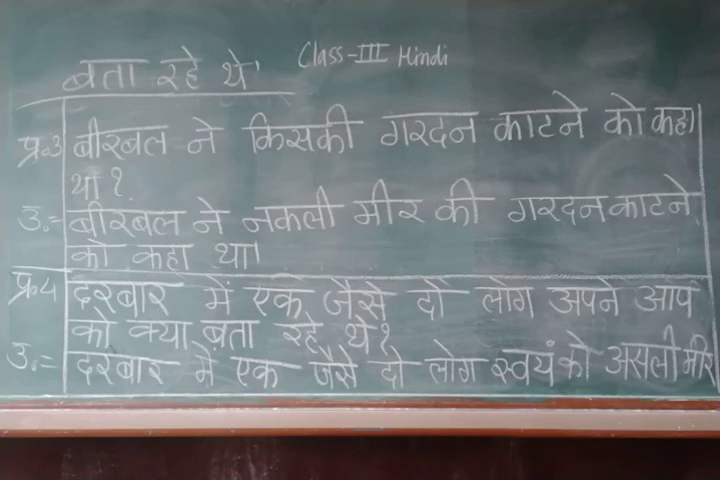 Class-III Hindi
बता रहे थे।
प्र.3 बीरबल ने किसकी गरदन काटने को कहा
था?
उ.= बीरबल ने नकली मीर की गरदन काटने
को कहा था।
प्र.4 दरबार में एक जैसे दो लोग अपने आप
को क्या बता रहे थे?
उ.= दरबार में एक जैसे दो लोग स्वयं को असली मीर